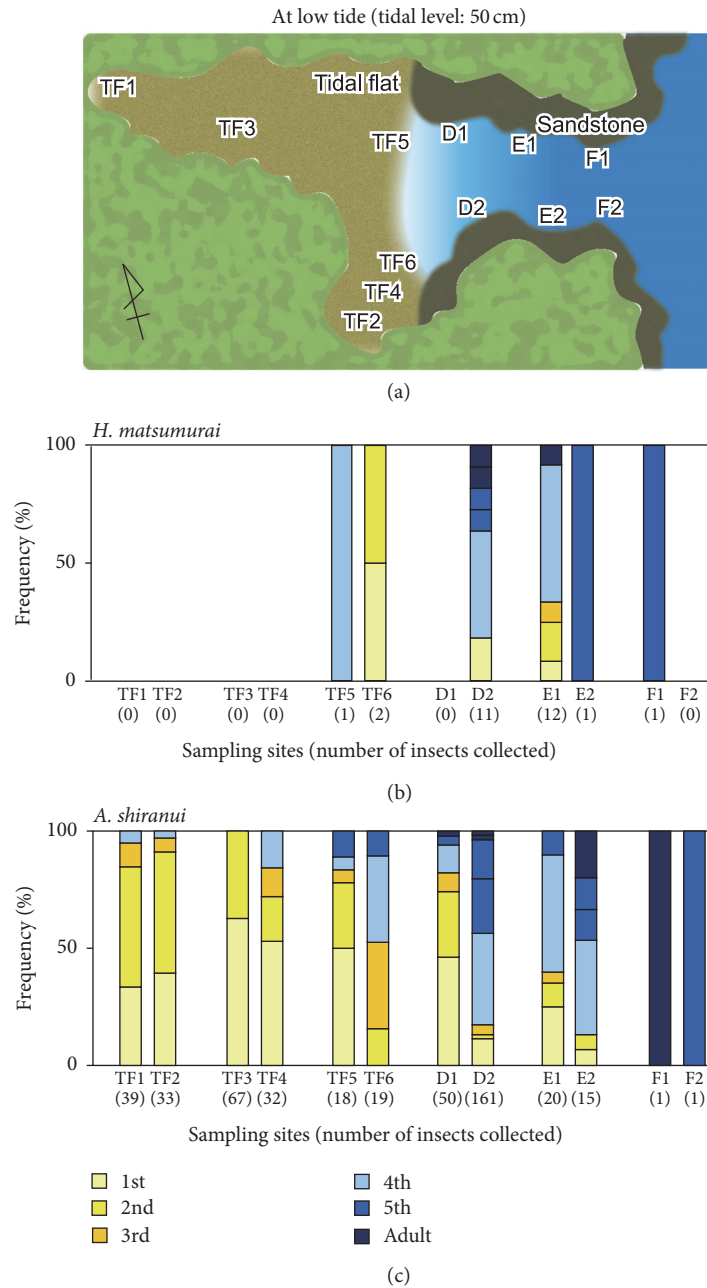 At low tide (tidal level: 50 cm)
TF1
Tidal flat
TF3
TF5
D1
E1
Sandstone
F1
D2
E2
F2
TF6
TF4
TF2
(a)
H. matsumurai
100
50
0
Frequency (%)
TF1 TF2 TF3 TF4 TF5 TF6 D1 D2 E1 E2 F1 F2
(0) (0) (0) (0) (1) (2) (0) (11) (12) (1) (1) (0)
Sampling sites (number of insects collected)
(b)
A. shiranui
100
50
0
Frequency (%)
TF1 TF2 TF3 TF4 TF5 TF6 D1 D2 E1 E2 F1 F2
(39) (33) (67) (32) (18) (19) (50) (161) (20) (15) (1) (1)
Sampling sites (number of insects collected)
1st
2nd
3rd
4th
5th
Adult
(c)